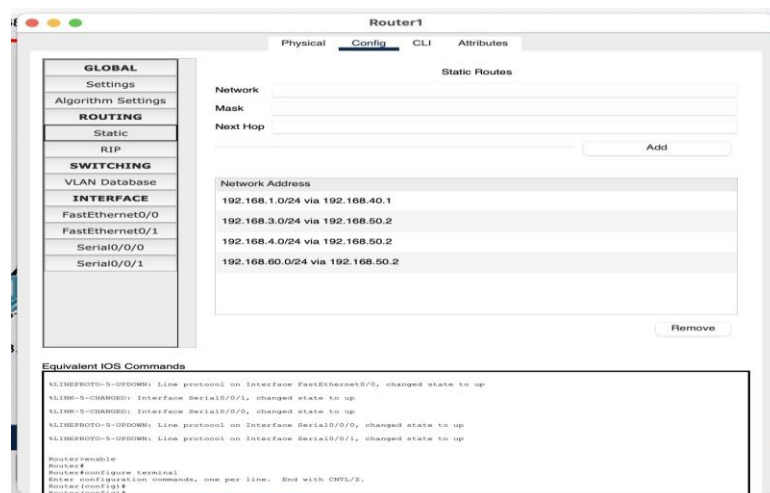 Router1
Physical Config CLI Attributes
GLOBAL
Settings
Algorithm Settings
ROUTING
Static
RIP
SWITCHING
VLAN Database
INTERFACE
FastEthernet0/0
FastEthernet0/1
Serial0/0/0
Serial0/0/1
Static Routes
Network
Mask
Next Hop
Add
Network Address
192.168.1.0/24 via 192.168.40.1
192.168.3.0/24 via 192.168.50.2
192.168.4.0/24 via 192.168.50.2
192.168.60.0/24 via 192.168.50.2
Remove
Equivalent IOS Commands
%LINEPROTO-5-UPDOWN: Line protocol on Interface FastEthernet0/0, changed state to up
%LINK-5-CHANGED: Interface Serial0/0/1, changed state to up
%LINK-5-CHANGED: Interface Serial0/0/0, changed state to up
%LINEPROTO-5-UPDOWN: Line protocol on Interface Serial0/0/0, changed state to up
%LINEPROTO-5-UPDOWN: Line protocol on Interface Serial0/0/1, changed state to up
Router>enable
Router#
Router#configure terminal
Enter configuration commands, one per line. End with CNTL/Z.
Router(config)#
Router(config)#